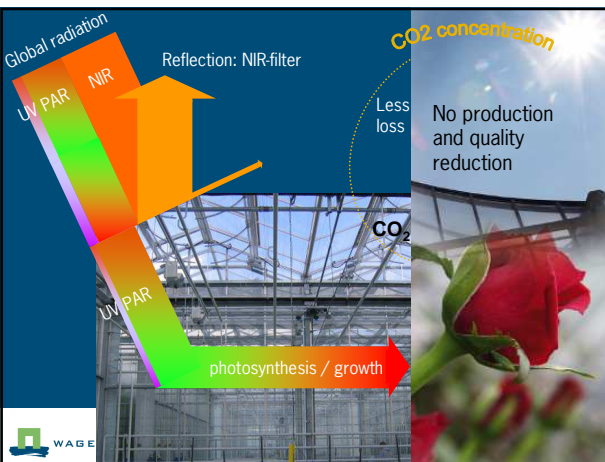 Global radiation
UV PAR
NIR
Reflection: NIR-filter
CO2 concentration
Less
loss
No production
and quality
reduction
CO2
UV PAR
photosynthesis / growth
WAGE